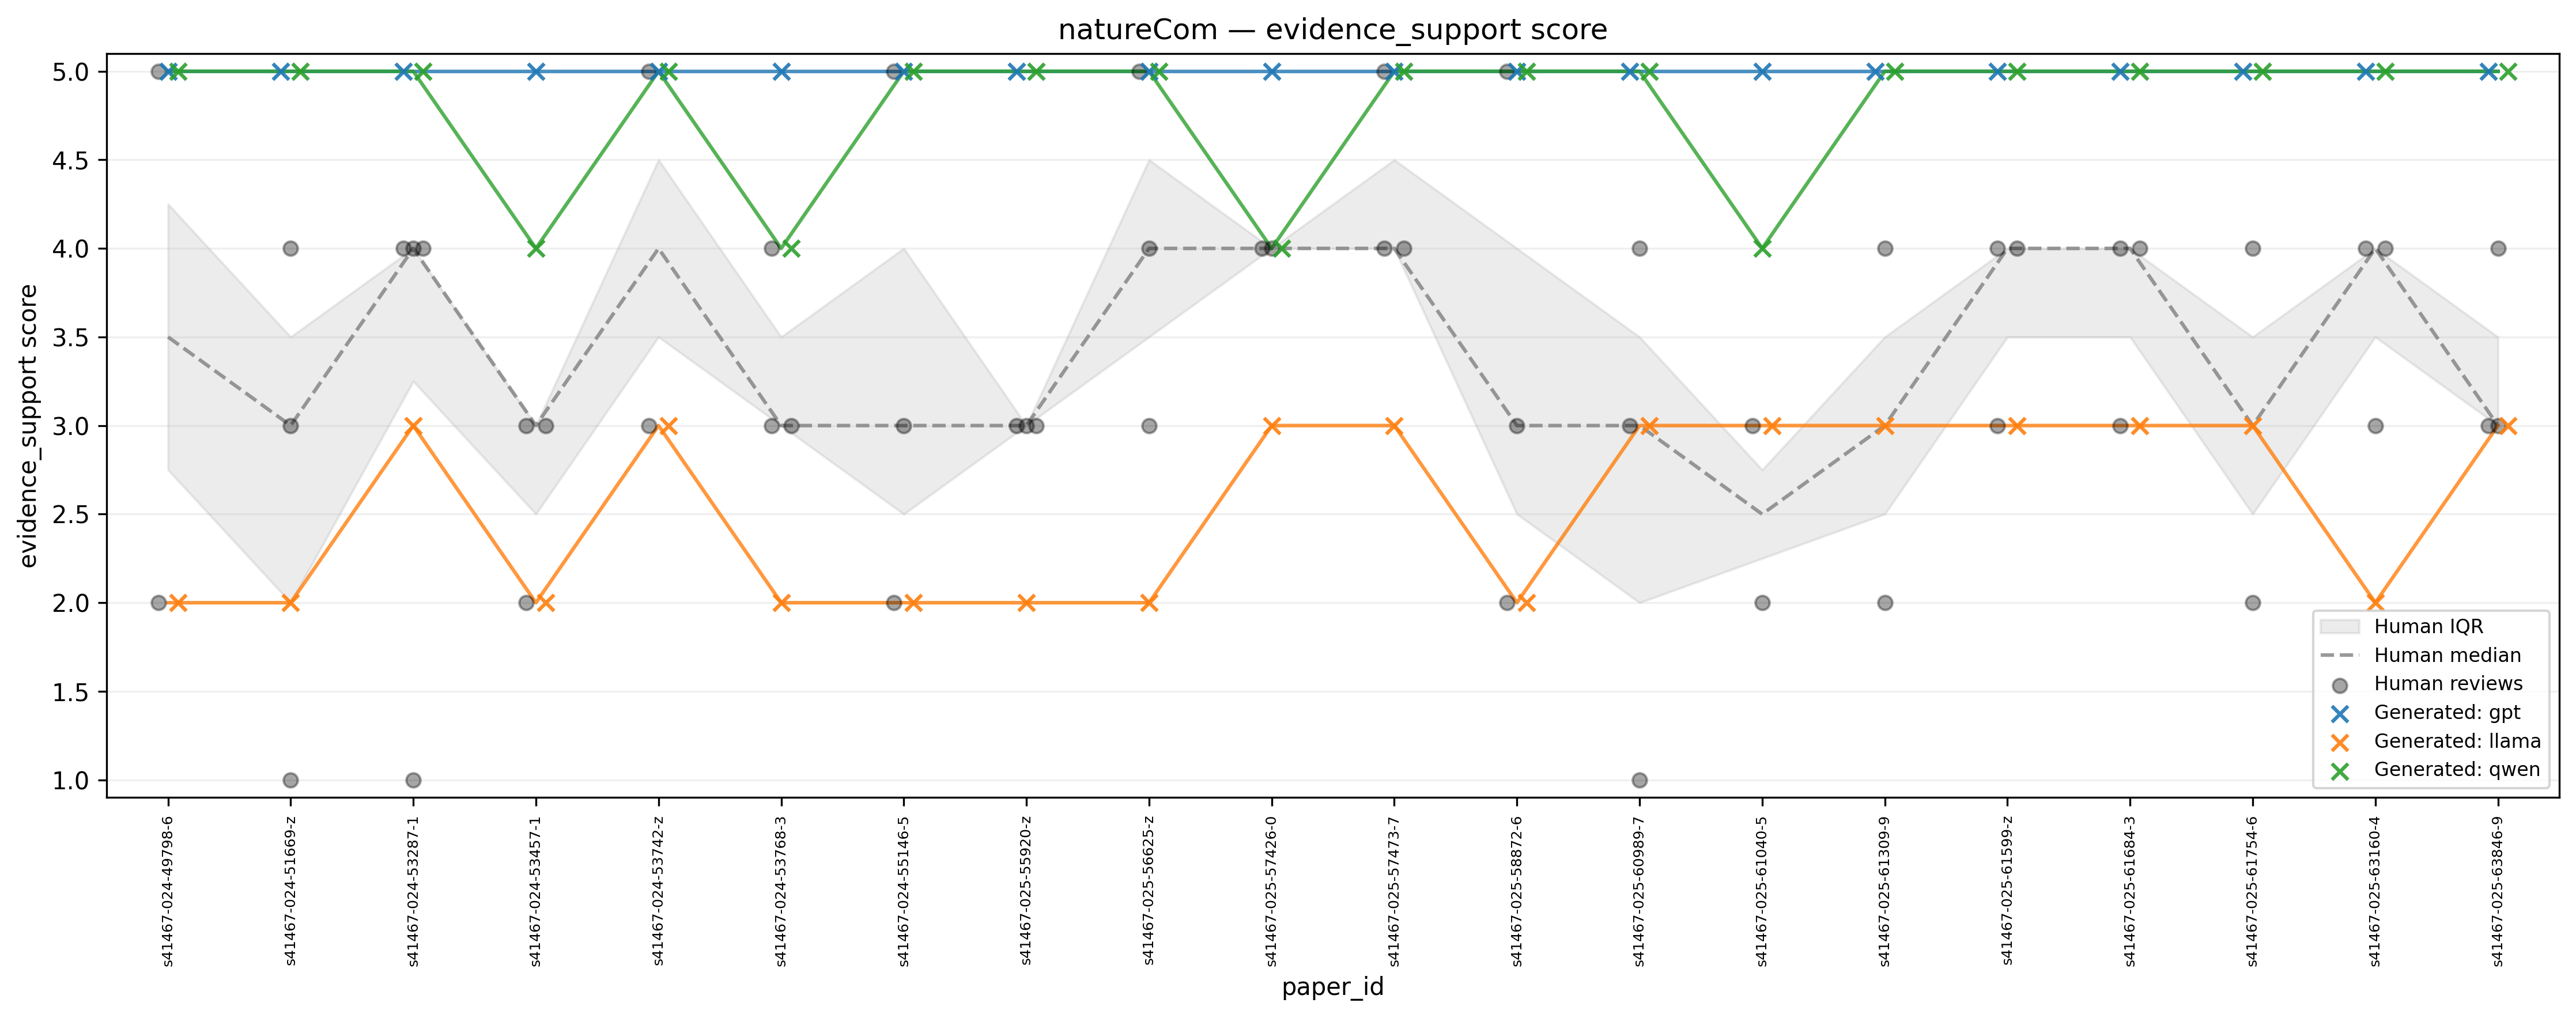 natureCom — evidence_support score
evidence_support score
5.0
4.5
4.0
3.5
3.0
2.5
2.0
1.5
1.0
Human IQR
Human median
Human reviews
Generated: gpt
Generated: llama
Generated: qwen
s41467-024-49798-6
s41467-024-51669-z
s41467-024-53287-1
s41467-024-53457-1
s41467-024-53742-z
s41467-024-53768-3
s41467-024-55146-5
s41467-025-55920-z
s41467-025-56625-z
s41467-025-57426-0
s41467-025-57473-7
s41467-025-58872-6
s41467-025-60989-7
s41467-025-61040-5
s41467-025-61309-9
s41467-025-61599-z
s41467-025-61684-3
s41467-025-61754-6
s41467-025-63160-4
s41467-025-63846-9
paper_id